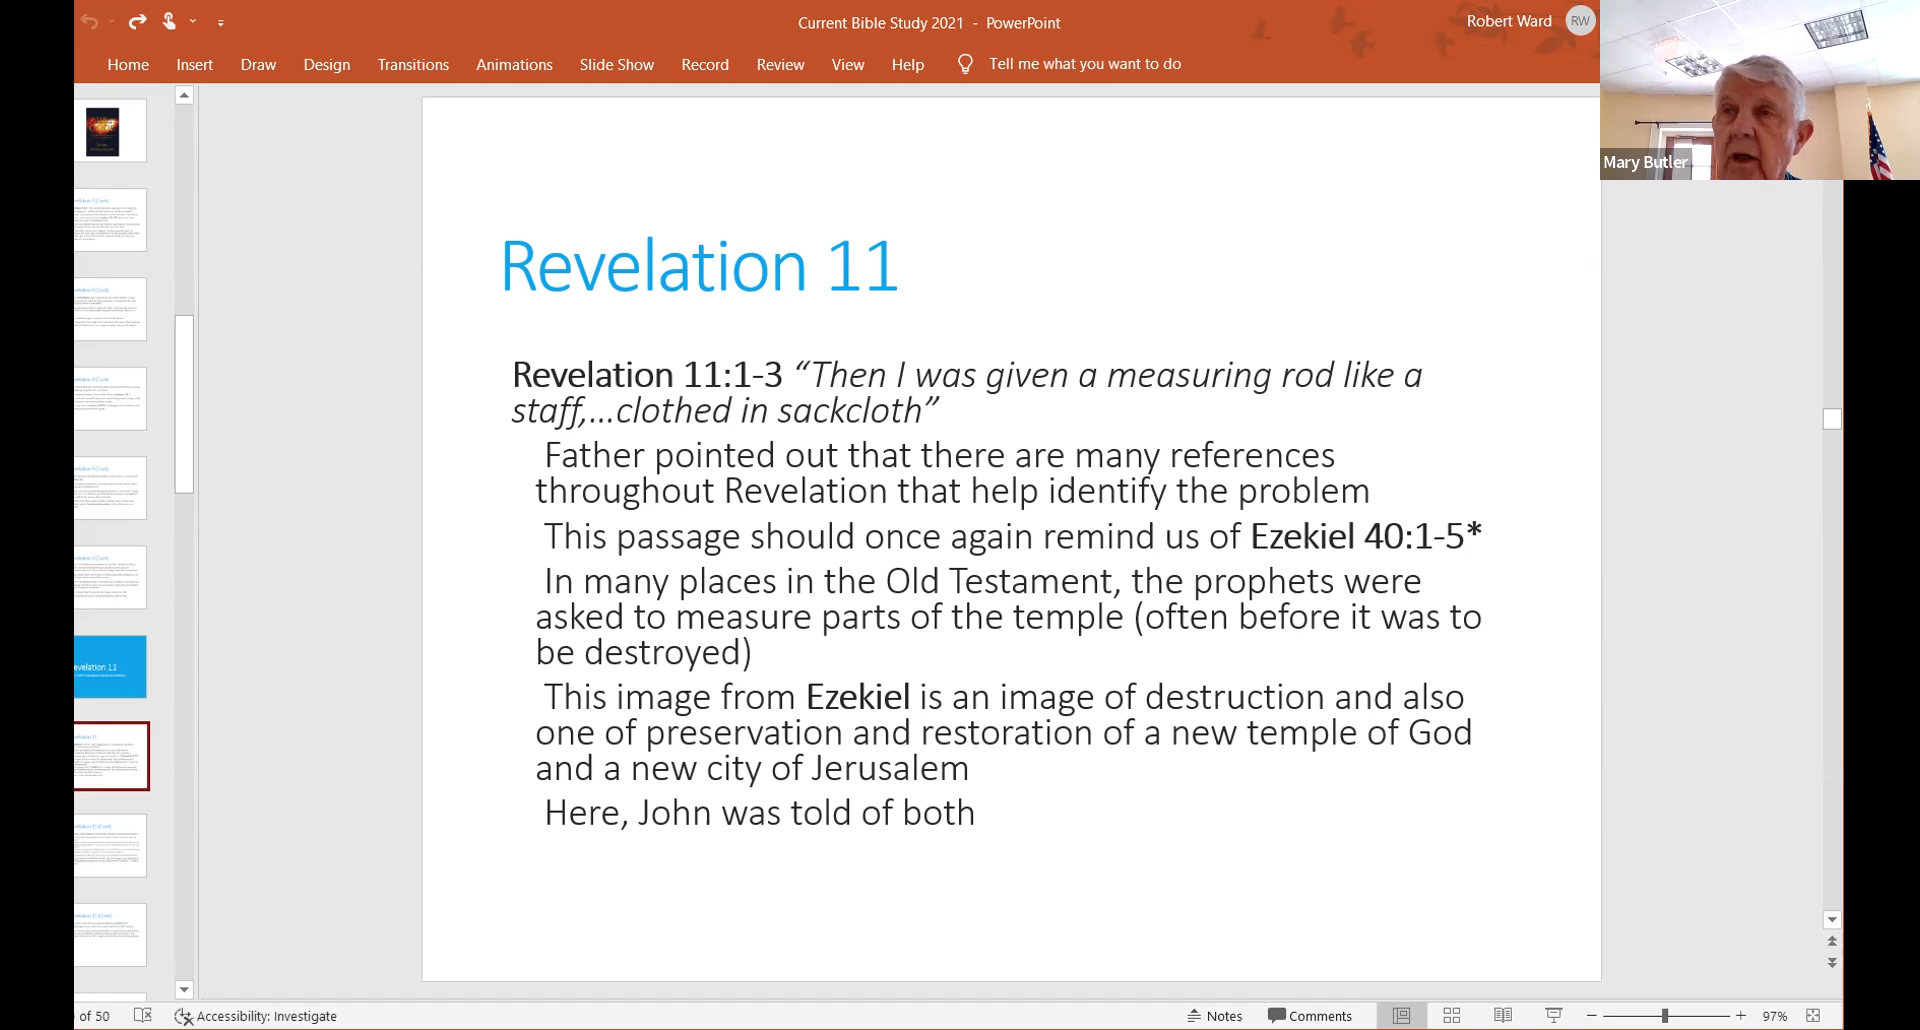 Current Bible Study 2021 - PowerPoint
Robert Ward
RW
Home Insert Draw Design Transitions Animations Slide Show Record Review View Help Tell me what you want to do
Mary Butler
Revelation 11
Revelation 11:1-3 “Then I was given a measuring rod like a
staff,...clothed in sackcloth”
Father pointed out that there are many references
throughout Revelation that help identify the problem
This passage should once again remind us of Ezekiel 40:1-5*
In many places in the Old Testament, the prophets were
asked to measure parts of the temple (often before it was to
be destroyed)
This image from Ezekiel is an image of destruction and also
one of preservation and restoration of a new temple of God
and a new city of Jerusalem
Here, John was told of both
evelation 11
of 50
Accessibility: Investigate
Notes
Comments
97%